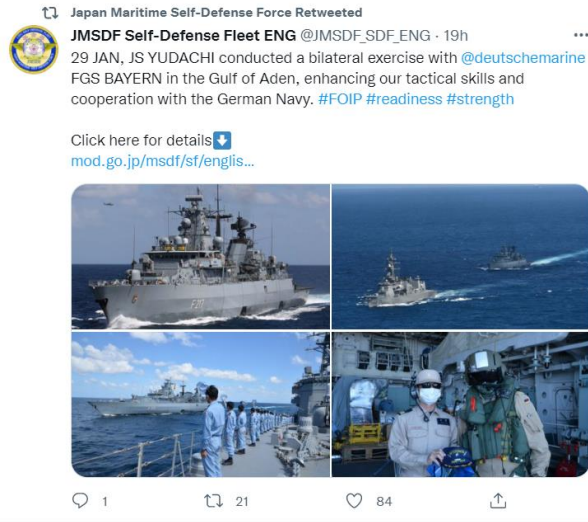 Japan Maritime Self-Defense Force Retweeted
JMSDF Self-Defense Fleet ENG @JMSDF_SDF_ENG · 19h
29 JAN, JS YUDACHI conducted a bilateral exercise with @deutschemarine
FGS BAYERN in the Gulf of Aden, enhancing our tactical skills and
cooperation with the German Navy. #FOIP #readiness #strength
Click here for details⬇️
mod.go.jp/msdf/sf/englis...
1 21 84